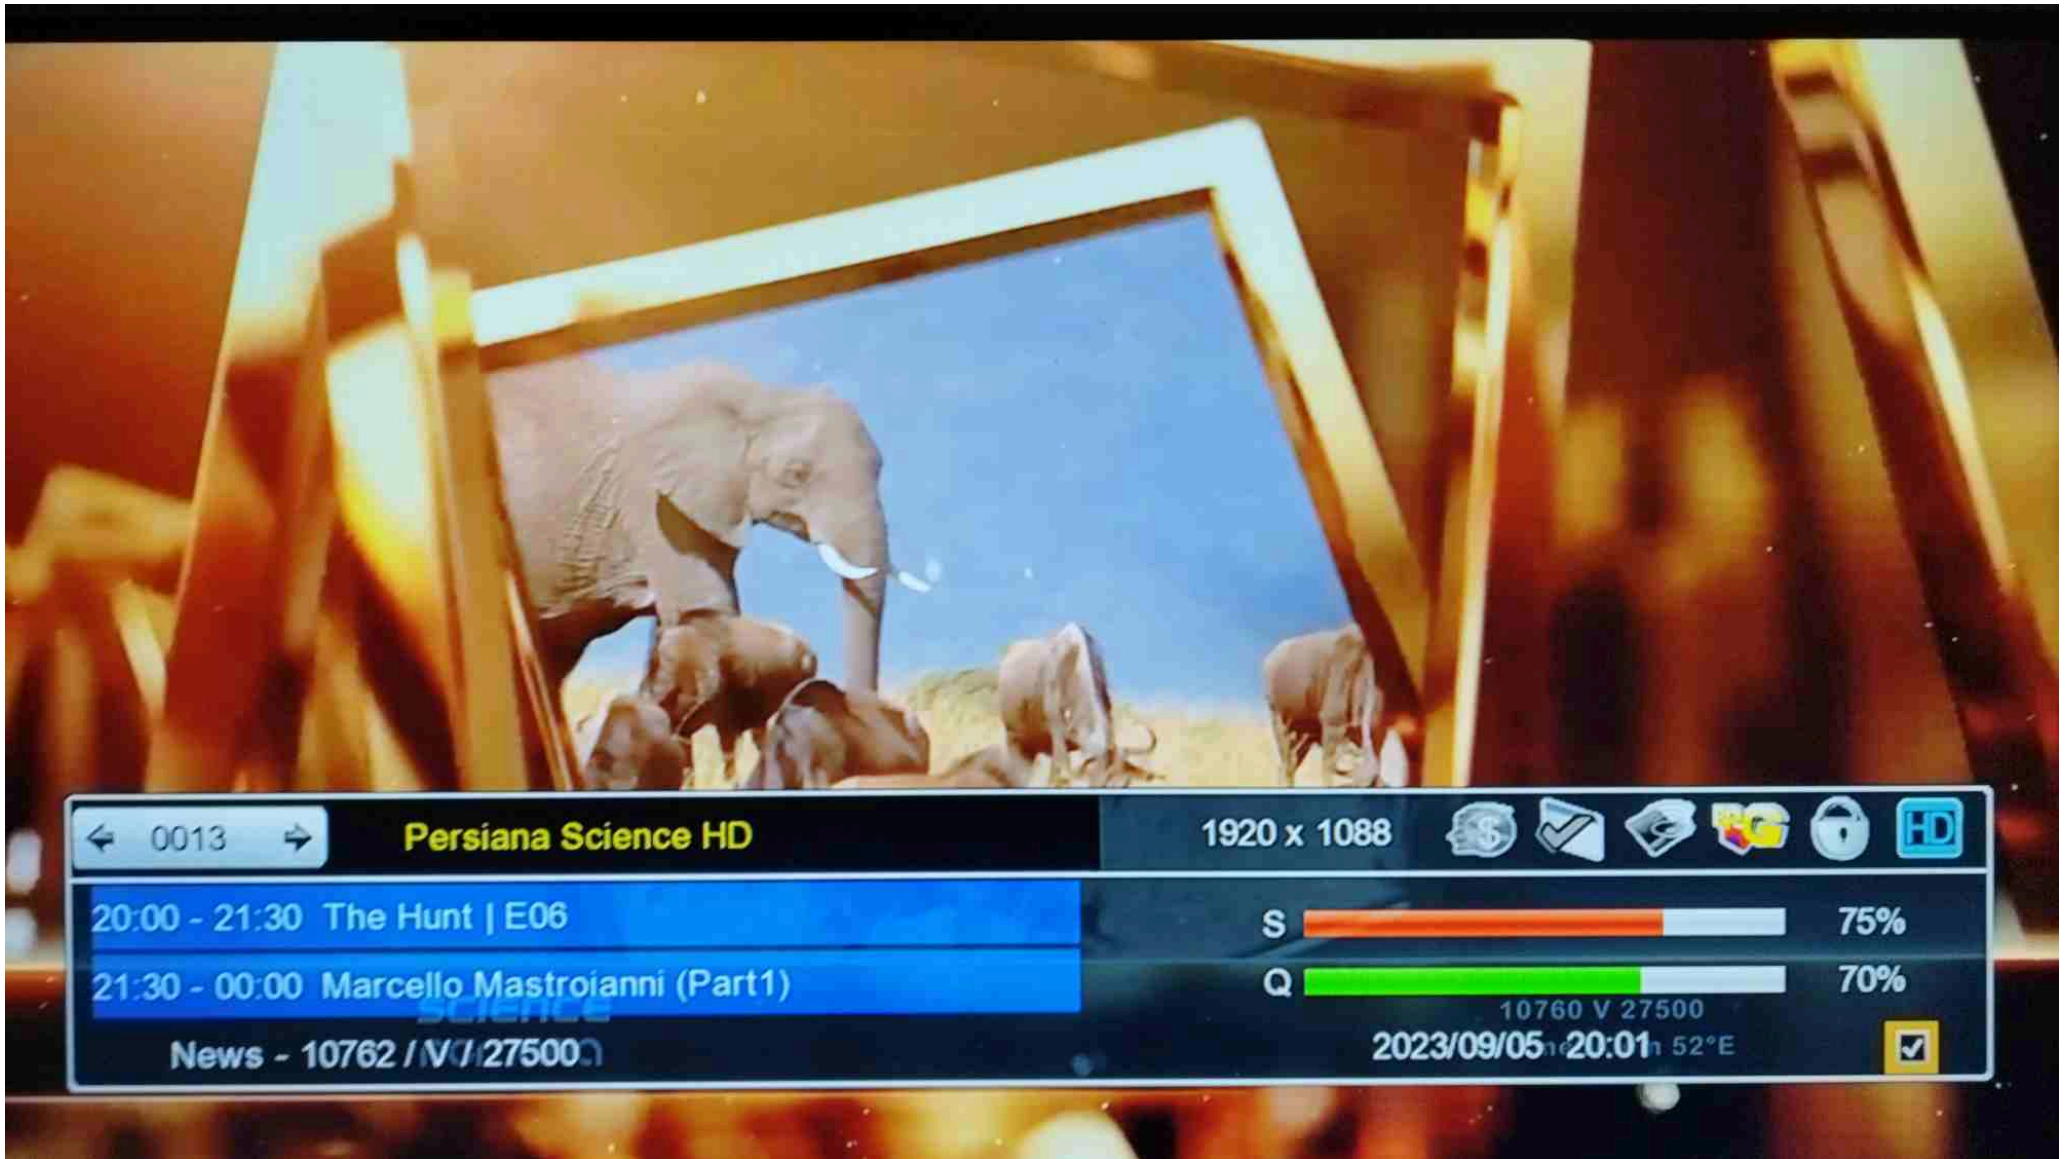 0013
Persiana Science HD
1920 x 1088
HD
20:00 - 21:30 The Hunt | E06
S 75%
21:30 - 00:00 Marcello Mastroianni (Part1)
Q 70%
SCIENCE
10760 V 27500
News - 10762 / V / 27500
2023/09/05 20:01
52°E